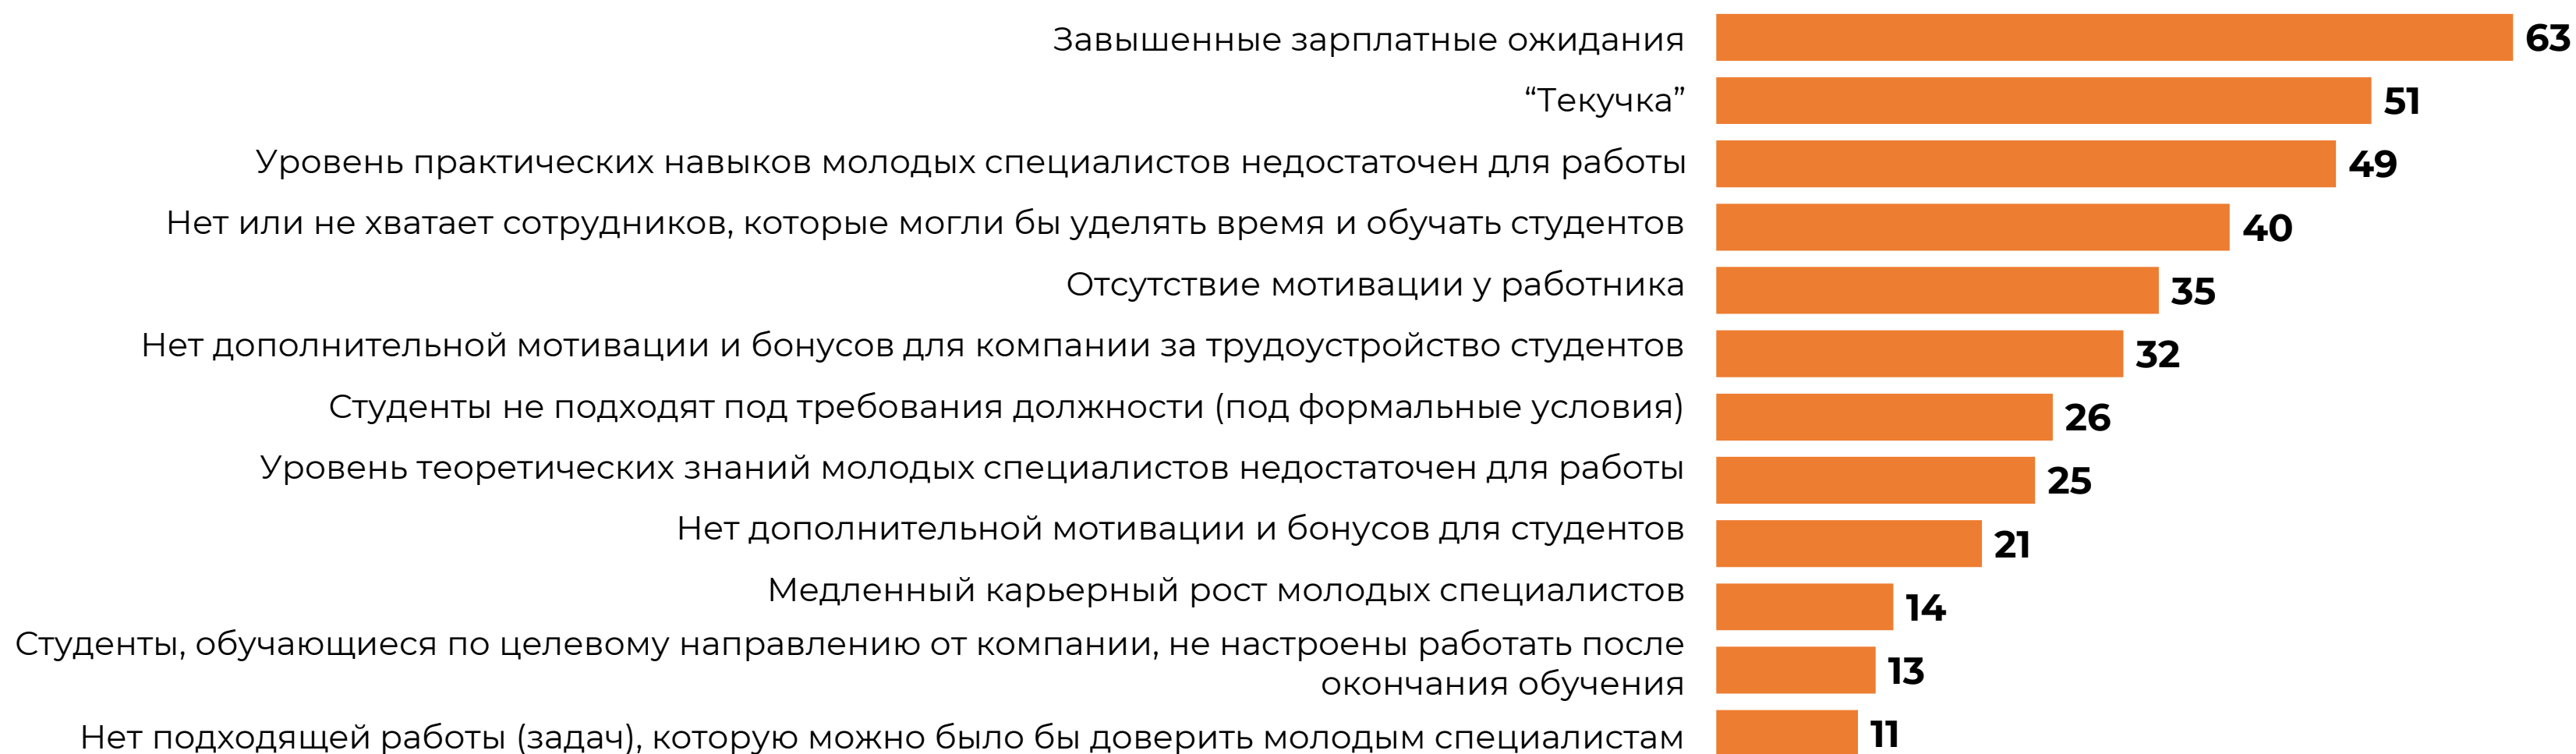 Завышенные зарплатные ожидания 63
“Текучка” 51
Уровень практических навыков молодых специалистов недостаточен для работы 49
Нет или не хватает сотрудников, которые могли бы уделять время и обучать студентов 40
Отсутствие мотивации у работника 35
Нет дополнительной мотивации и бонусов для компании за трудоустройство студентов 32
Студенты не подходят под требования должности (под формальные условия) 26
Уровень теоретических знаний молодых специалистов недостаточен для работы 25
Нет дополнительной мотивации и бонусов для студентов 21
Медленный карьерный рост молодых специалистов 14
Студенты, обучающиеся по целевому направлению от компании, не настроены работать после
окончания обучения 13
Нет подходящей работы (задач), которую можно было бы доверить молодым специалистам 11